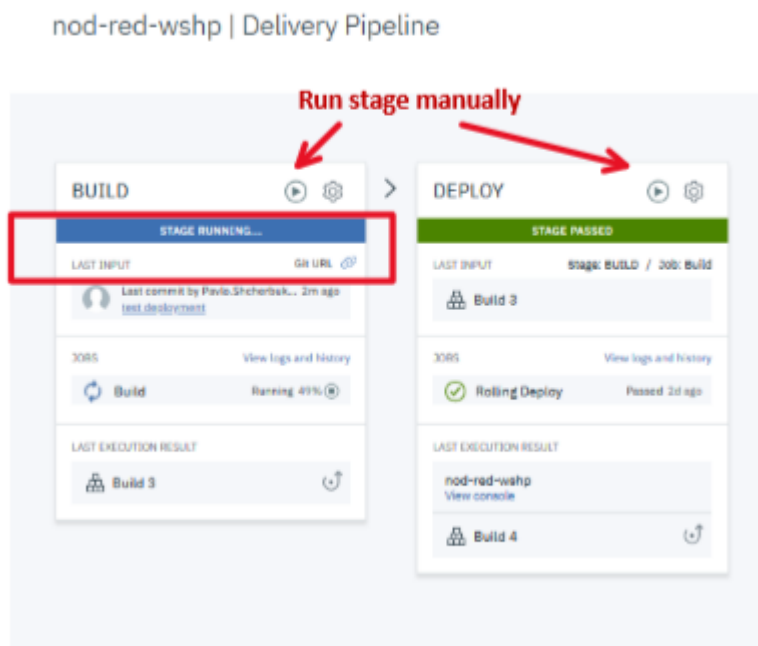 nod-red-wshp | Delivery Pipeline
Run stage manually
BUILD
STAGE RUNNING...
LAST INPUT Git URL
Last commit by Pavlo.Shcherbak... 2m ago
test deployment
JOBS View logs and history
Build Running 49%
LAST EXECUTION RESULT
Build 3
DEPLOY
STAGE PASSED
LAST INPUT Stage: BUILD / Job: Build
Build 3
JOBS View logs and history
Rolling Deploy Passed 2d ago
LAST EXECUTION RESULT
nod-red-wshp
View console
Build 4